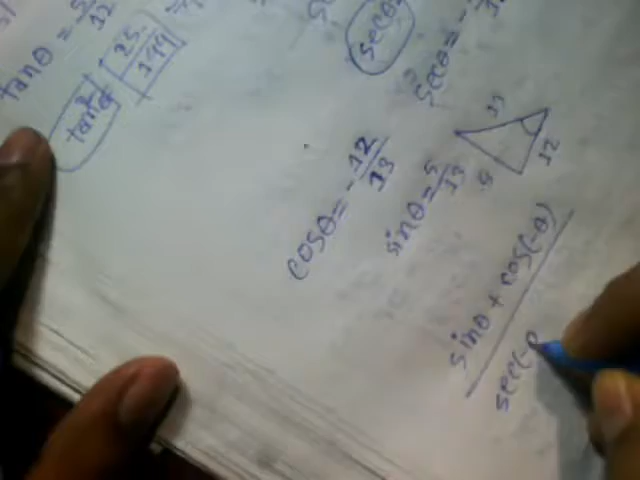 tanθ = 5/12
tan²θ
25
144
secθ
secθ = -
cosθ = - 12/13
sinθ = 5/13
13
5
12
sinθ + cos(-θ)
sec(-θ